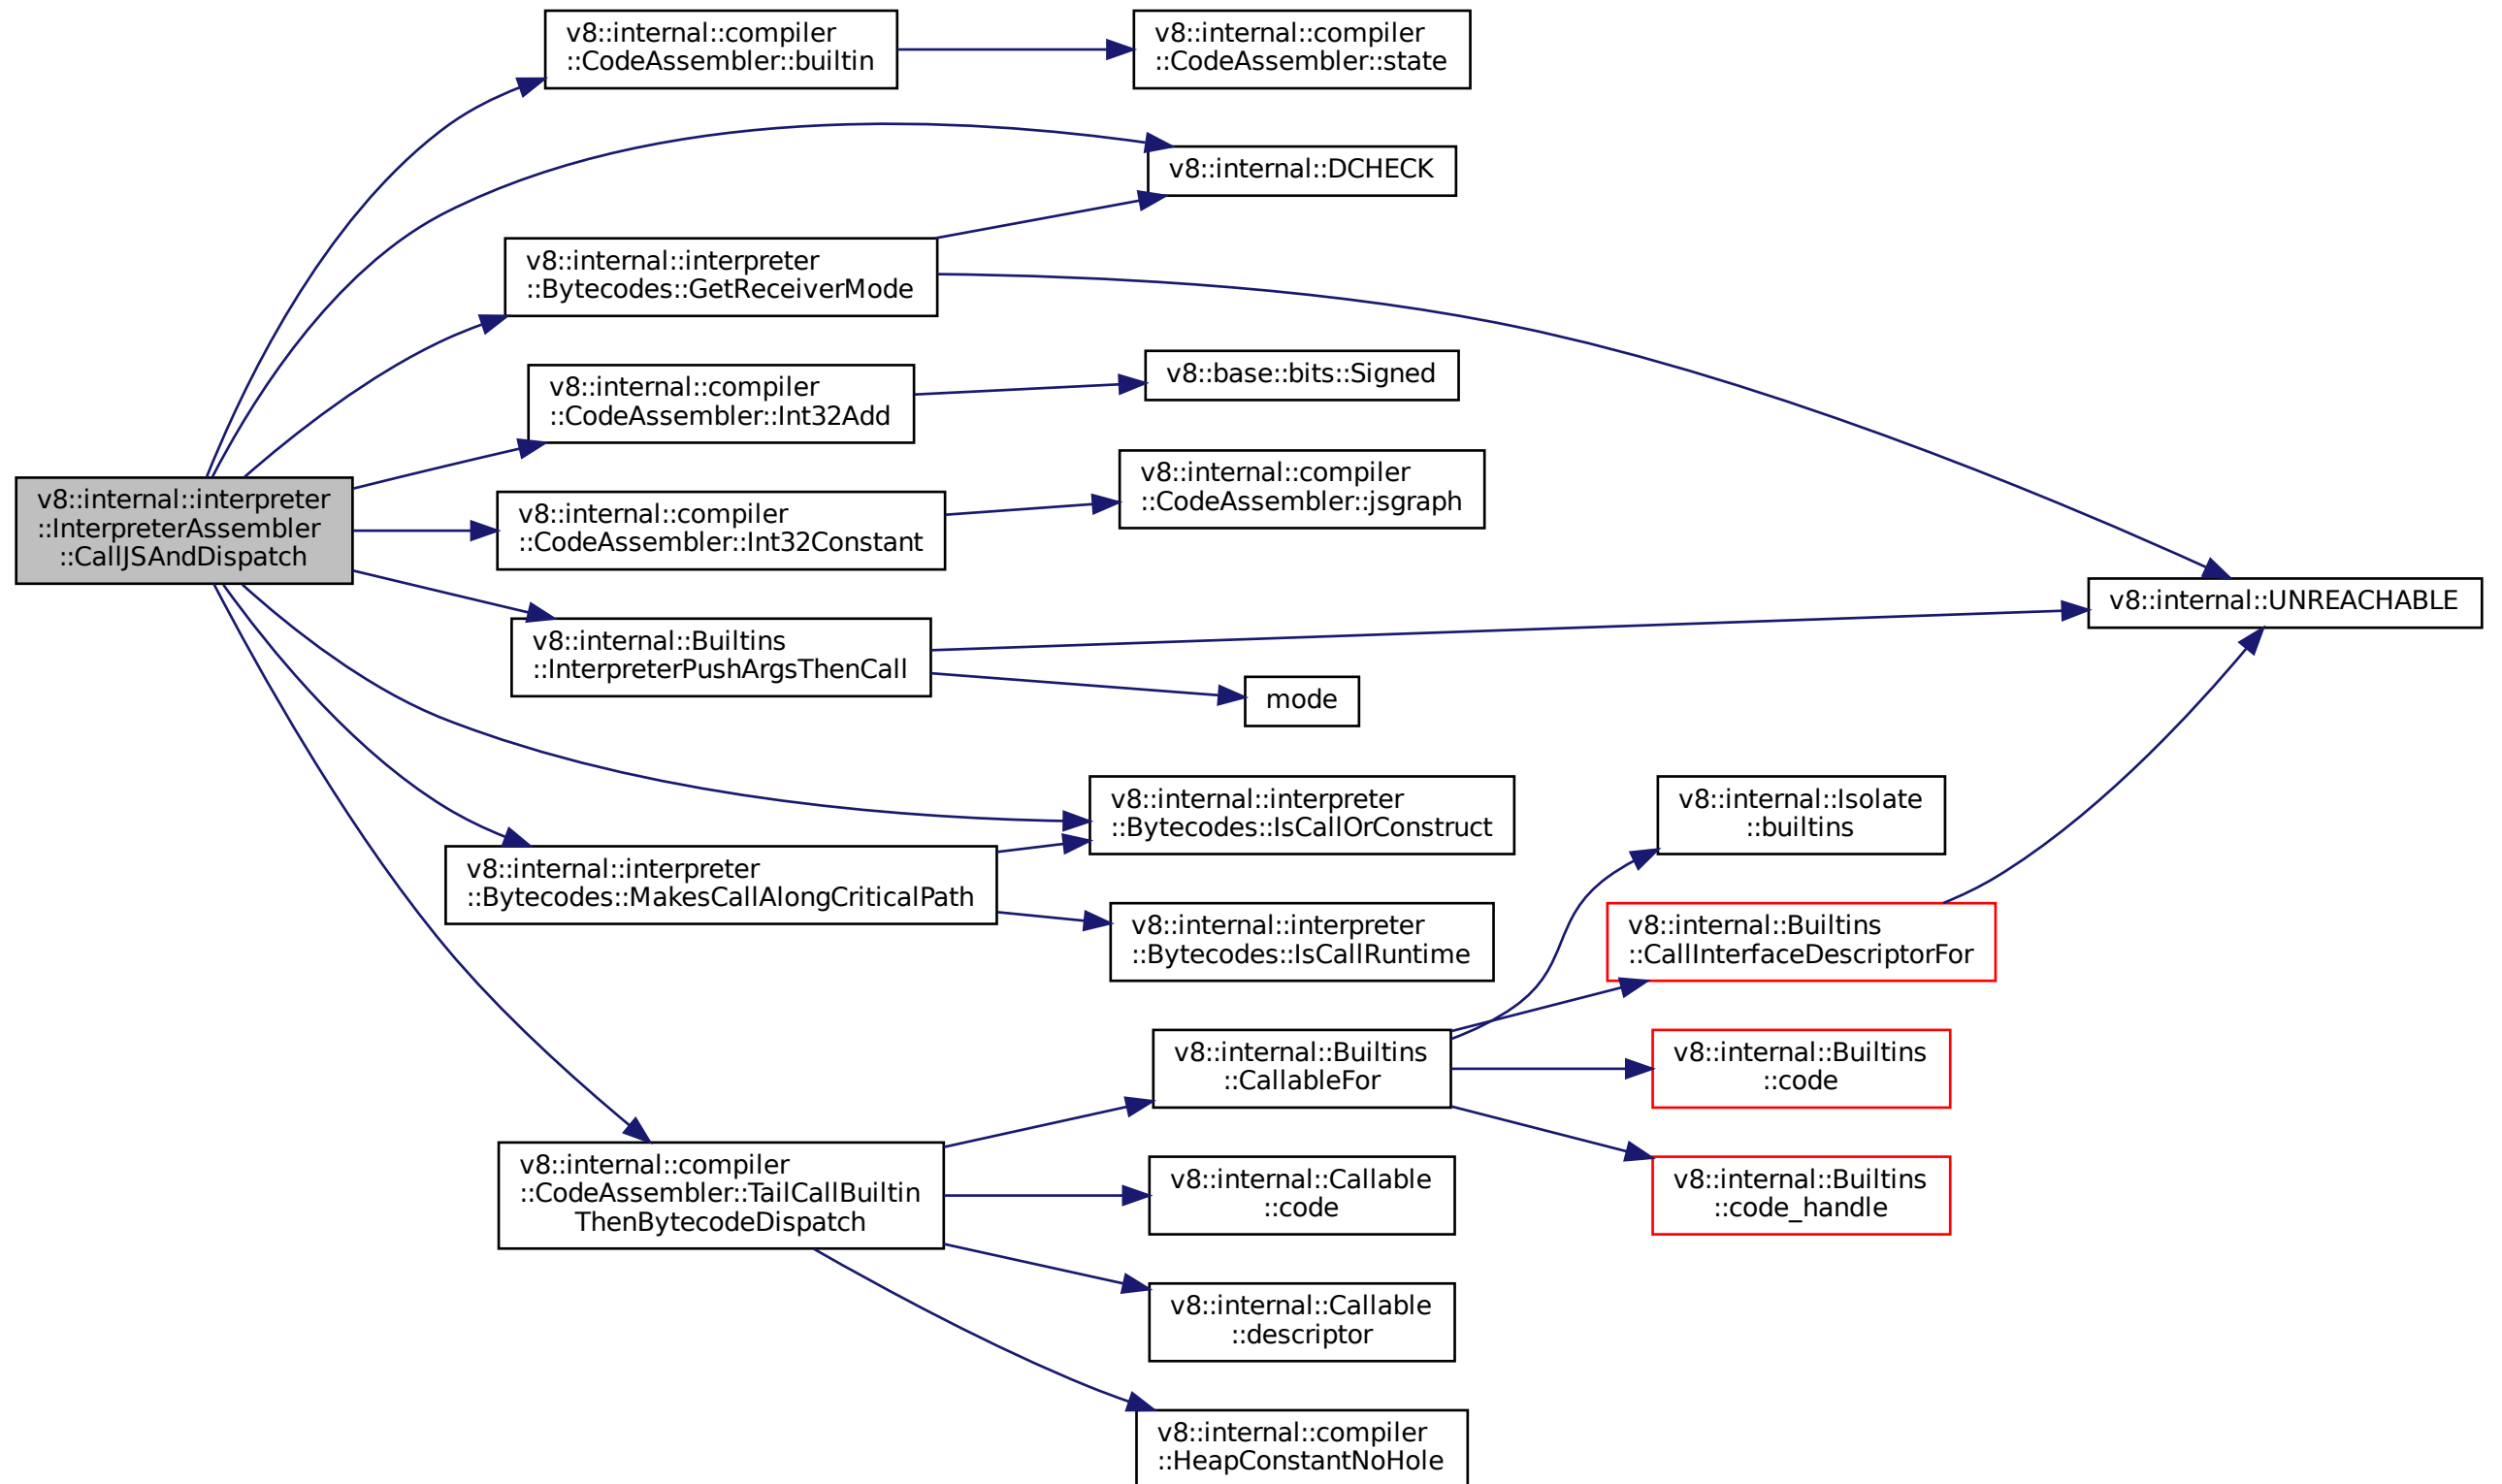 v8::internal::compiler
::CodeAssembler::builtin
v8::internal::compiler
::CodeAssembler::state
v8::internal::DCHECK
v8::internal::interpreter
::Bytecodes::GetReceiverMode
v8::internal::compiler
::CodeAssembler::Int32Add
v8::base::bits::Signed
v8::internal::interpreter
::InterpreterAssembler
::CallJSAndDispatch
v8::internal::compiler
::CodeAssembler::Int32Constant
v8::internal::compiler
::CodeAssembler::jsgraph
v8::internal::UNREACHABLE
v8::internal::Builtins
::InterpreterPushArgsThenCall
mode
v8::internal::interpreter
::Bytecodes::IsCallOrConstruct
v8::internal::Isolate
::builtins
v8::internal::interpreter
::Bytecodes::MakesCallAlongCriticalPath
v8::internal::interpreter
::Bytecodes::IsCallRuntime
v8::internal::Builtins
::CallInterfaceDescriptorFor
v8::internal::Builtins
::CallableFor
v8::internal::Builtins
::code
v8::internal::compiler
::CodeAssembler::TailCallBuiltin
ThenBytecodeDispatch
v8::internal::Callable
::code
v8::internal::Builtins
::code_handle
v8::internal::Callable
::descriptor
v8::internal::compiler
::HeapConstantNoHole